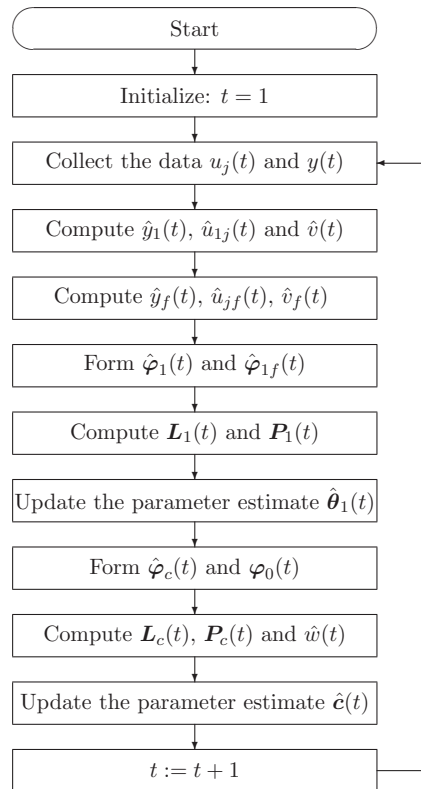 Start
Initialize: t = 1
Collect the data u_j(t) and y(t)
Compute ŷ_1(t), û_{1j}(t) and v̂(t)
Compute ŷ_f(t), û_{jf}(t), v̂_f(t)
Form φ̂_1(t) and φ̂_{1f}(t)
Compute L_1(t) and P_1(t)
Update the parameter estimate θ̂_1(t)
Form φ̂_c(t) and φ_0(t)
Compute L_c(t), P_c(t) and ŵ(t)
Update the parameter estimate ĉ(t)
t := t + 1